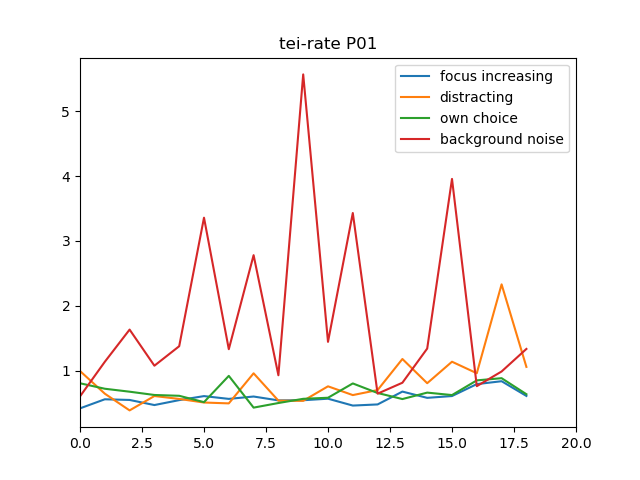 tei-rate P01
focus increasing
distracting
own choice
background noise
5
4
3
2
1
0.0 2.5 5.0 7.5 10.0 12.5 15.0 17.5 20.0